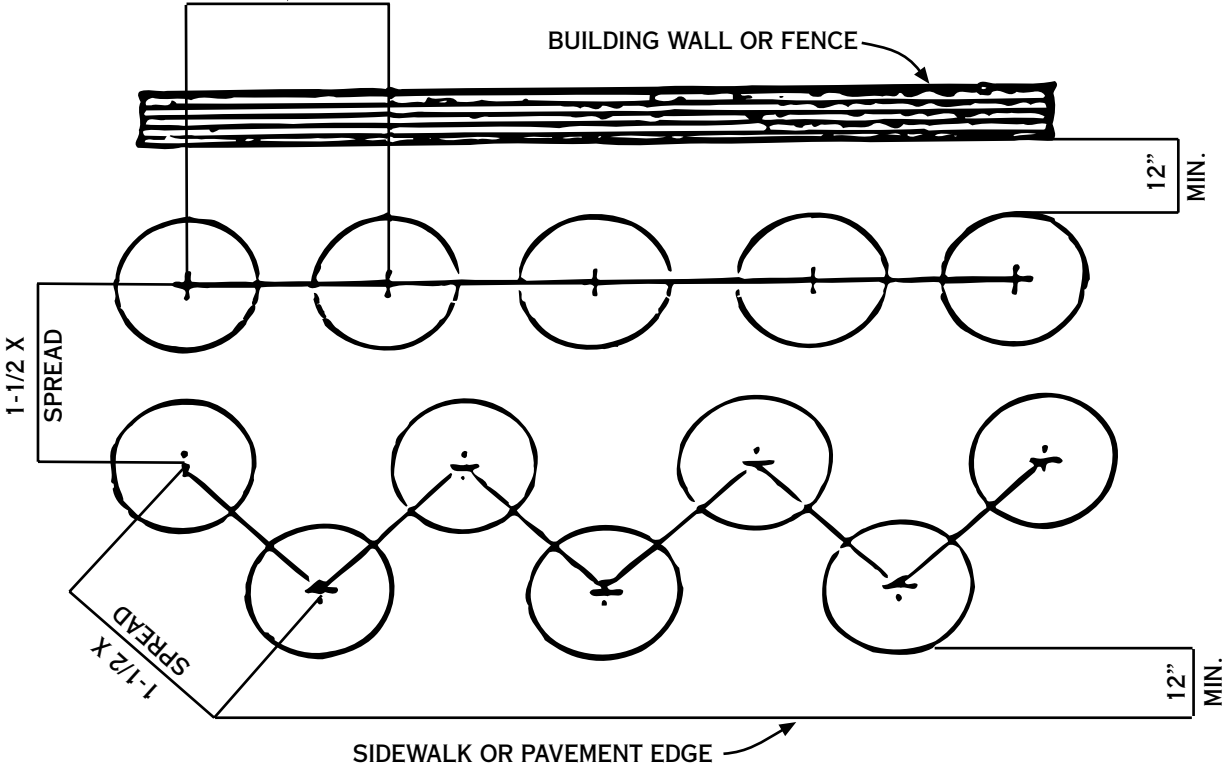 BUILDING WALL OR FENCE
12”
MIN.
1-1/2 X
SPREAD
1-1/2 X
SPREAD
12”
MIN.
SIDEWALK OR PAVEMENT EDGE